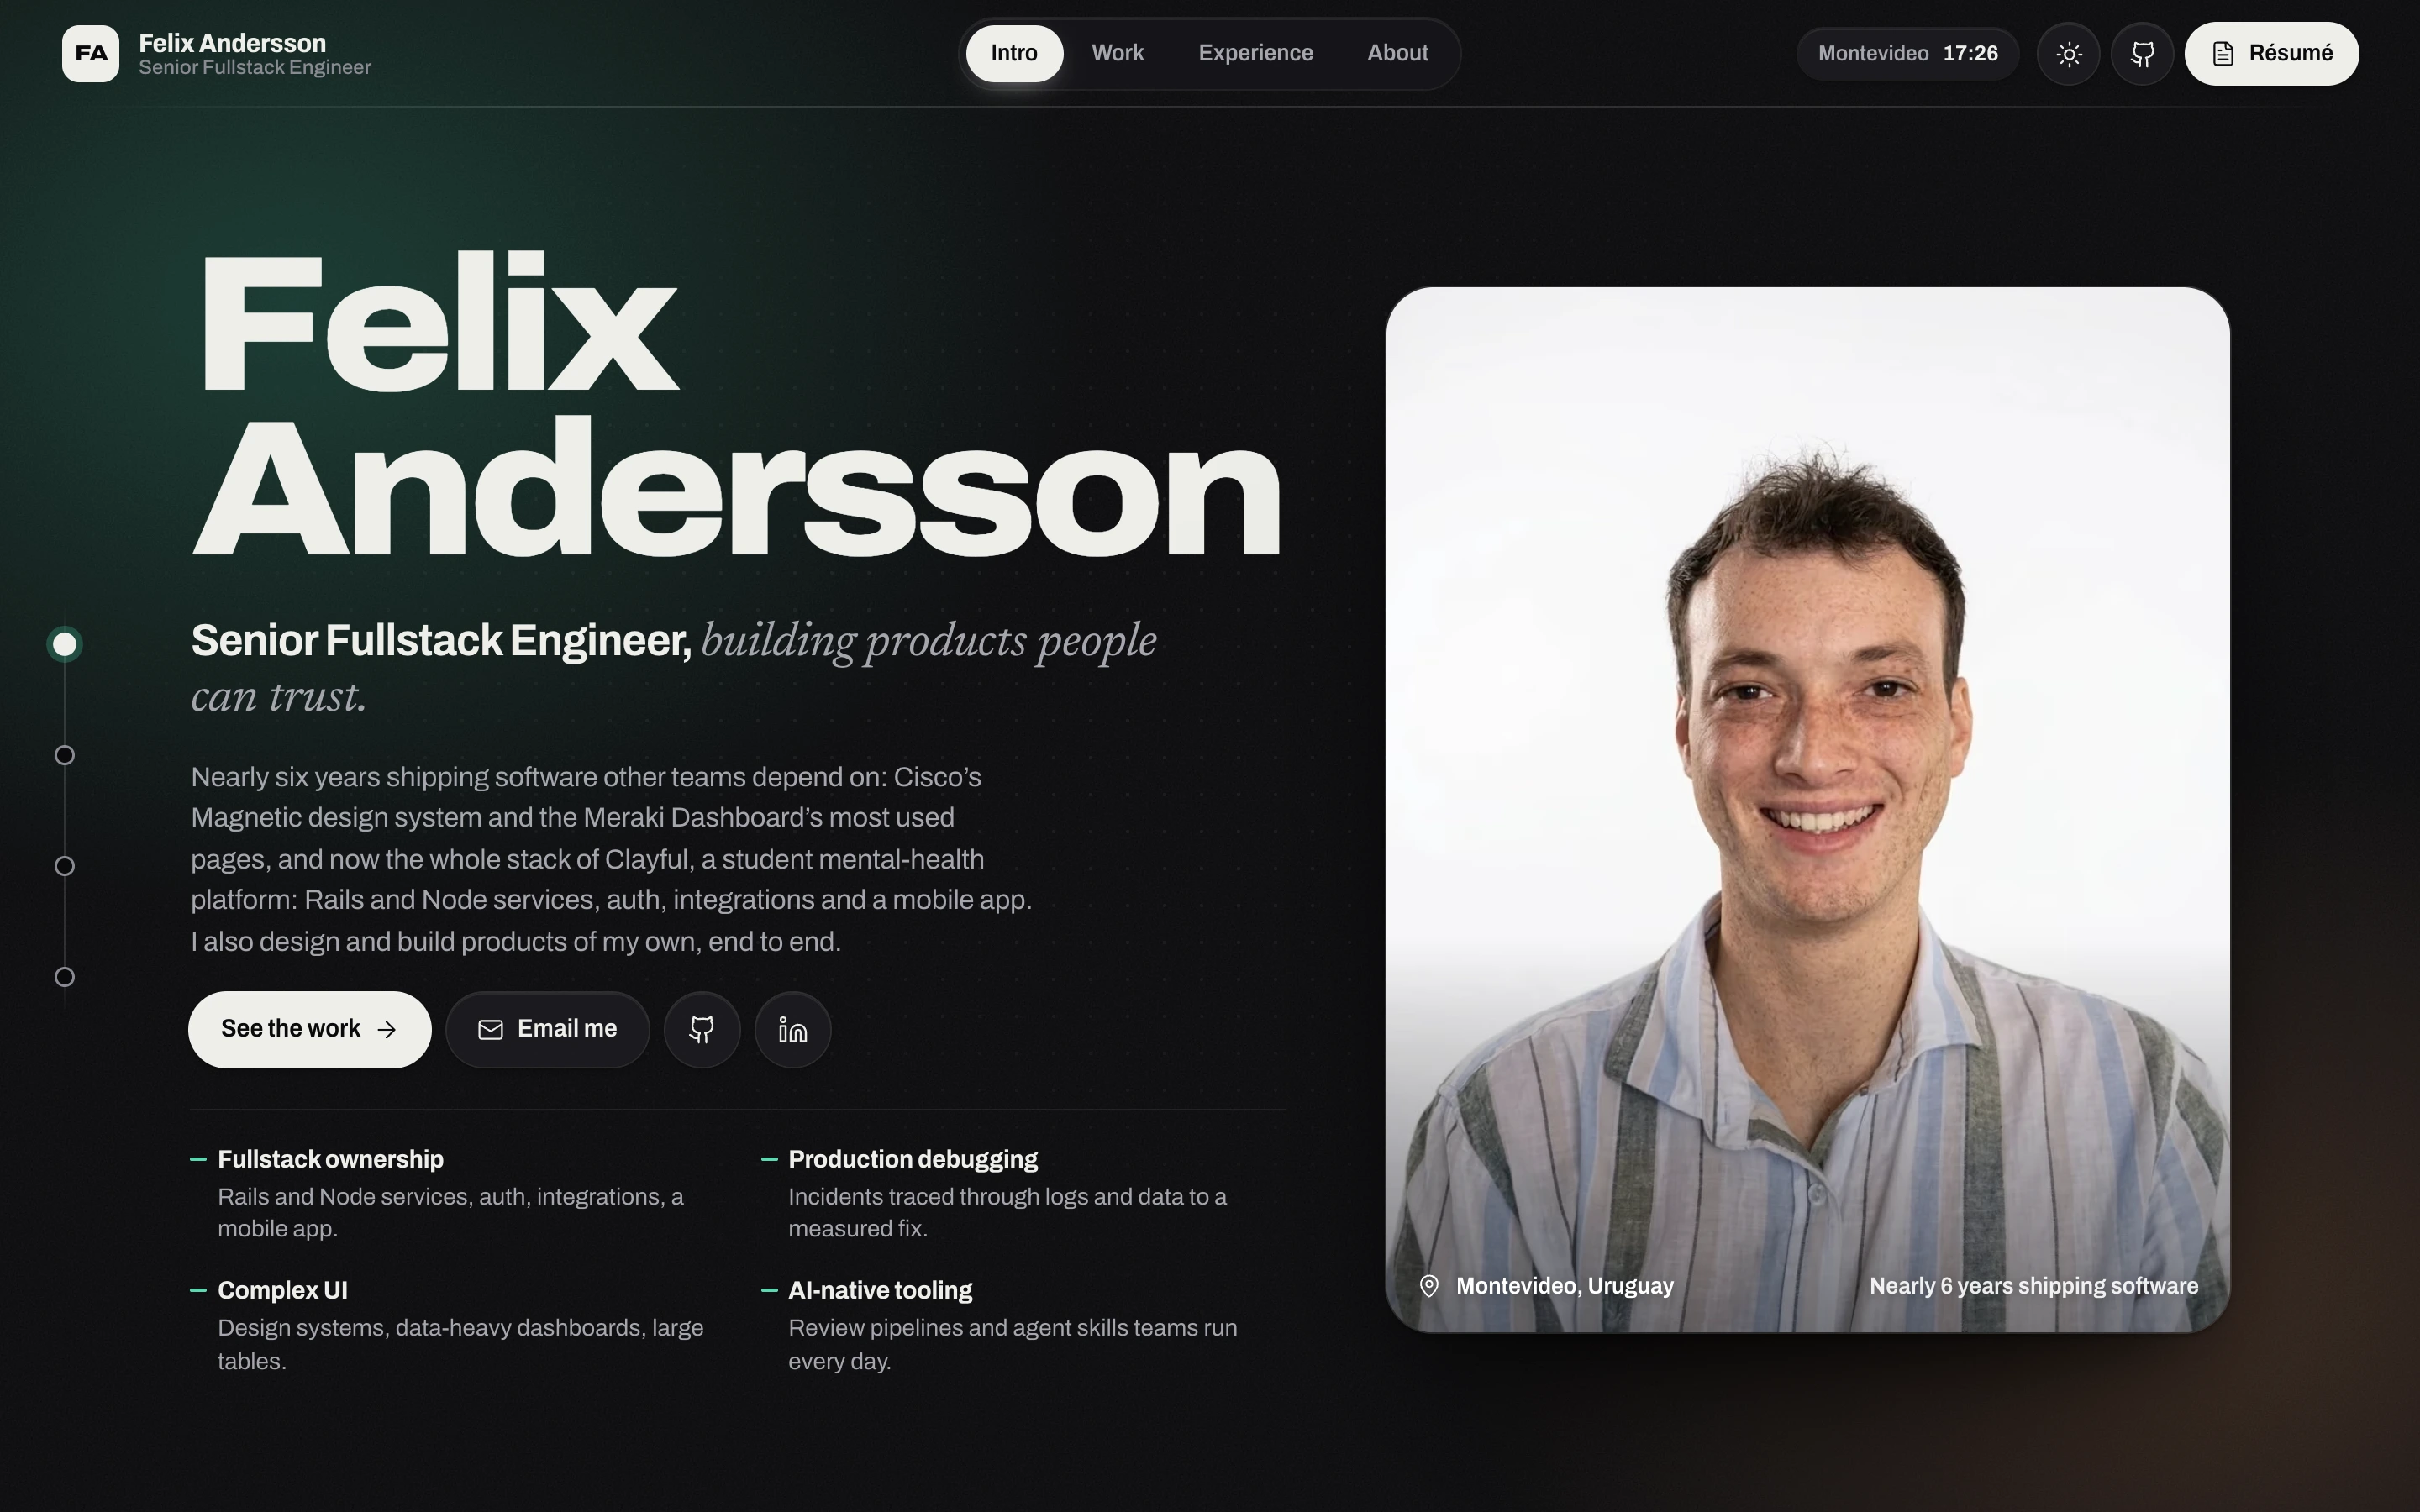 FA
Felix Andersson
Senior Fullstack Engineer
Intro
Work
Experience
About
Montevideo 17:26
Résumé
Felix
Andersson
Senior Fullstack Engineer, building products people
can trust.
Nearly six years shipping software other teams depend on: Cisco’s
Magnetic design system and the Meraki Dashboard’s most used
pages, and now the whole stack of Clayful, a student mental-health
platform: Rails and Node services, auth, integrations and a mobile app.
I also design and build products of my own, end to end.
See the work
Email me
Fullstack ownership
Rails and Node services, auth, integrations, a
mobile app.
Production debugging
Incidents traced through logs and data to a
measured fix.
Complex UI
Design systems, data-heavy dashboards, large
tables.
AI-native tooling
Review pipelines and agent skills teams run
every day.
Montevideo, Uruguay
Nearly 6 years shipping software